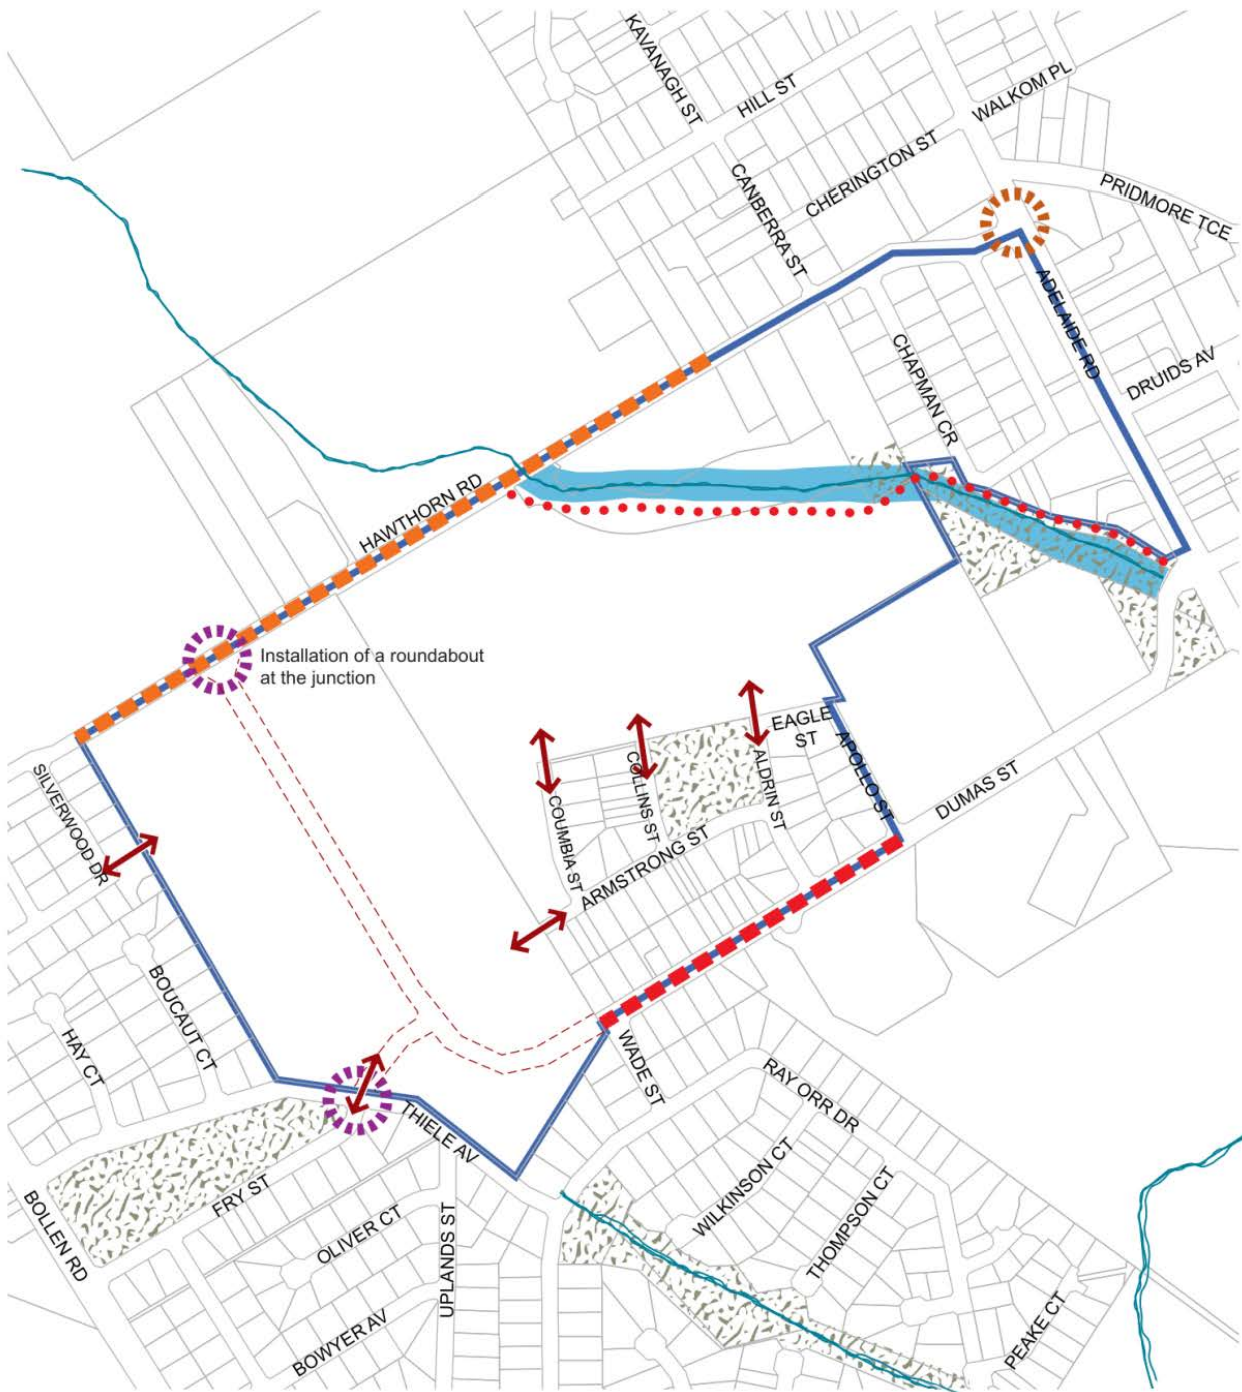 KAVANAGH ST
HILL ST
WALKOM PL
CANBERRA ST
CHERINGTON ST
PRIDMORE TCE
ADELAIDE RD
CHAPMAN CR
DRUIDS AV
HAWTHORN RD
Installation of a roundabout
at the junction
EAGLE
ST
SILVERWOOD DR
COLLINS ST
ALDRIN ST
APOLLO ST
DUMAS ST
COUMBIA ST
ARMSTRONG ST
BOUCAUT CT
HAY CT
WADE ST
RAY ORR DR
THIELE AV
FRY ST
WILKINSON CT
THOMPSON CT
BOLLEN RD
OLIVER CT
UPLANDS ST
BOWYER AV
PEAKE CT